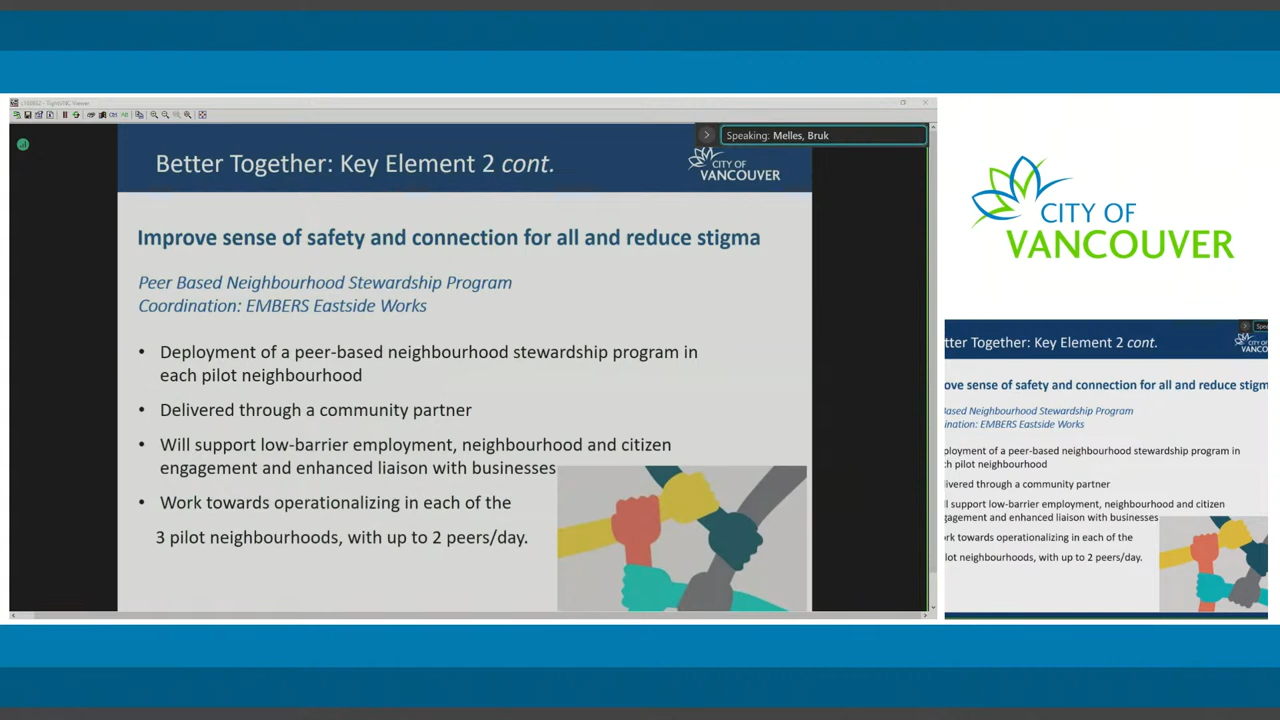 TightVNC Viewer
Speaking: Melles, Bruk
Better Together: Key Element 2 cont.
CITY OF
VANCOUVER
Improve sense of safety and connection for all and reduce stigma
Peer Based Neighbourhood Stewardship Program
Coordination: EMBERS Eastside Works
• Deployment of a peer-based neighbourhood stewardship program in
each pilot neighbourhood
• Delivered through a community partner
• Will support low-barrier employment, neighbourhood and citizen
engagement and enhanced liaison with businesses
• Work towards operationalizing in each of the
3 pilot neighbourhoods, with up to 2 peers/day.
CITY OF
VANCOUVER
Spea
tter Together: Key Element 2 cont.
CITY
VANCO
ove sense of safety and connection for all and reduce stigm
Based Neighbourhood Stewardship Program
ination: EMBERS Eastside Works
ployment of a peer-based neighbourhood stewardship program in
ch pilot neighbourhood
livered through a community partner
ll support low-barrier employment, neighbourhood and citizen
gagement and enhanced liaison with businesses
ork towards operationalizing in each of the
lot neighbourhoods, with up to 2 peers/day.